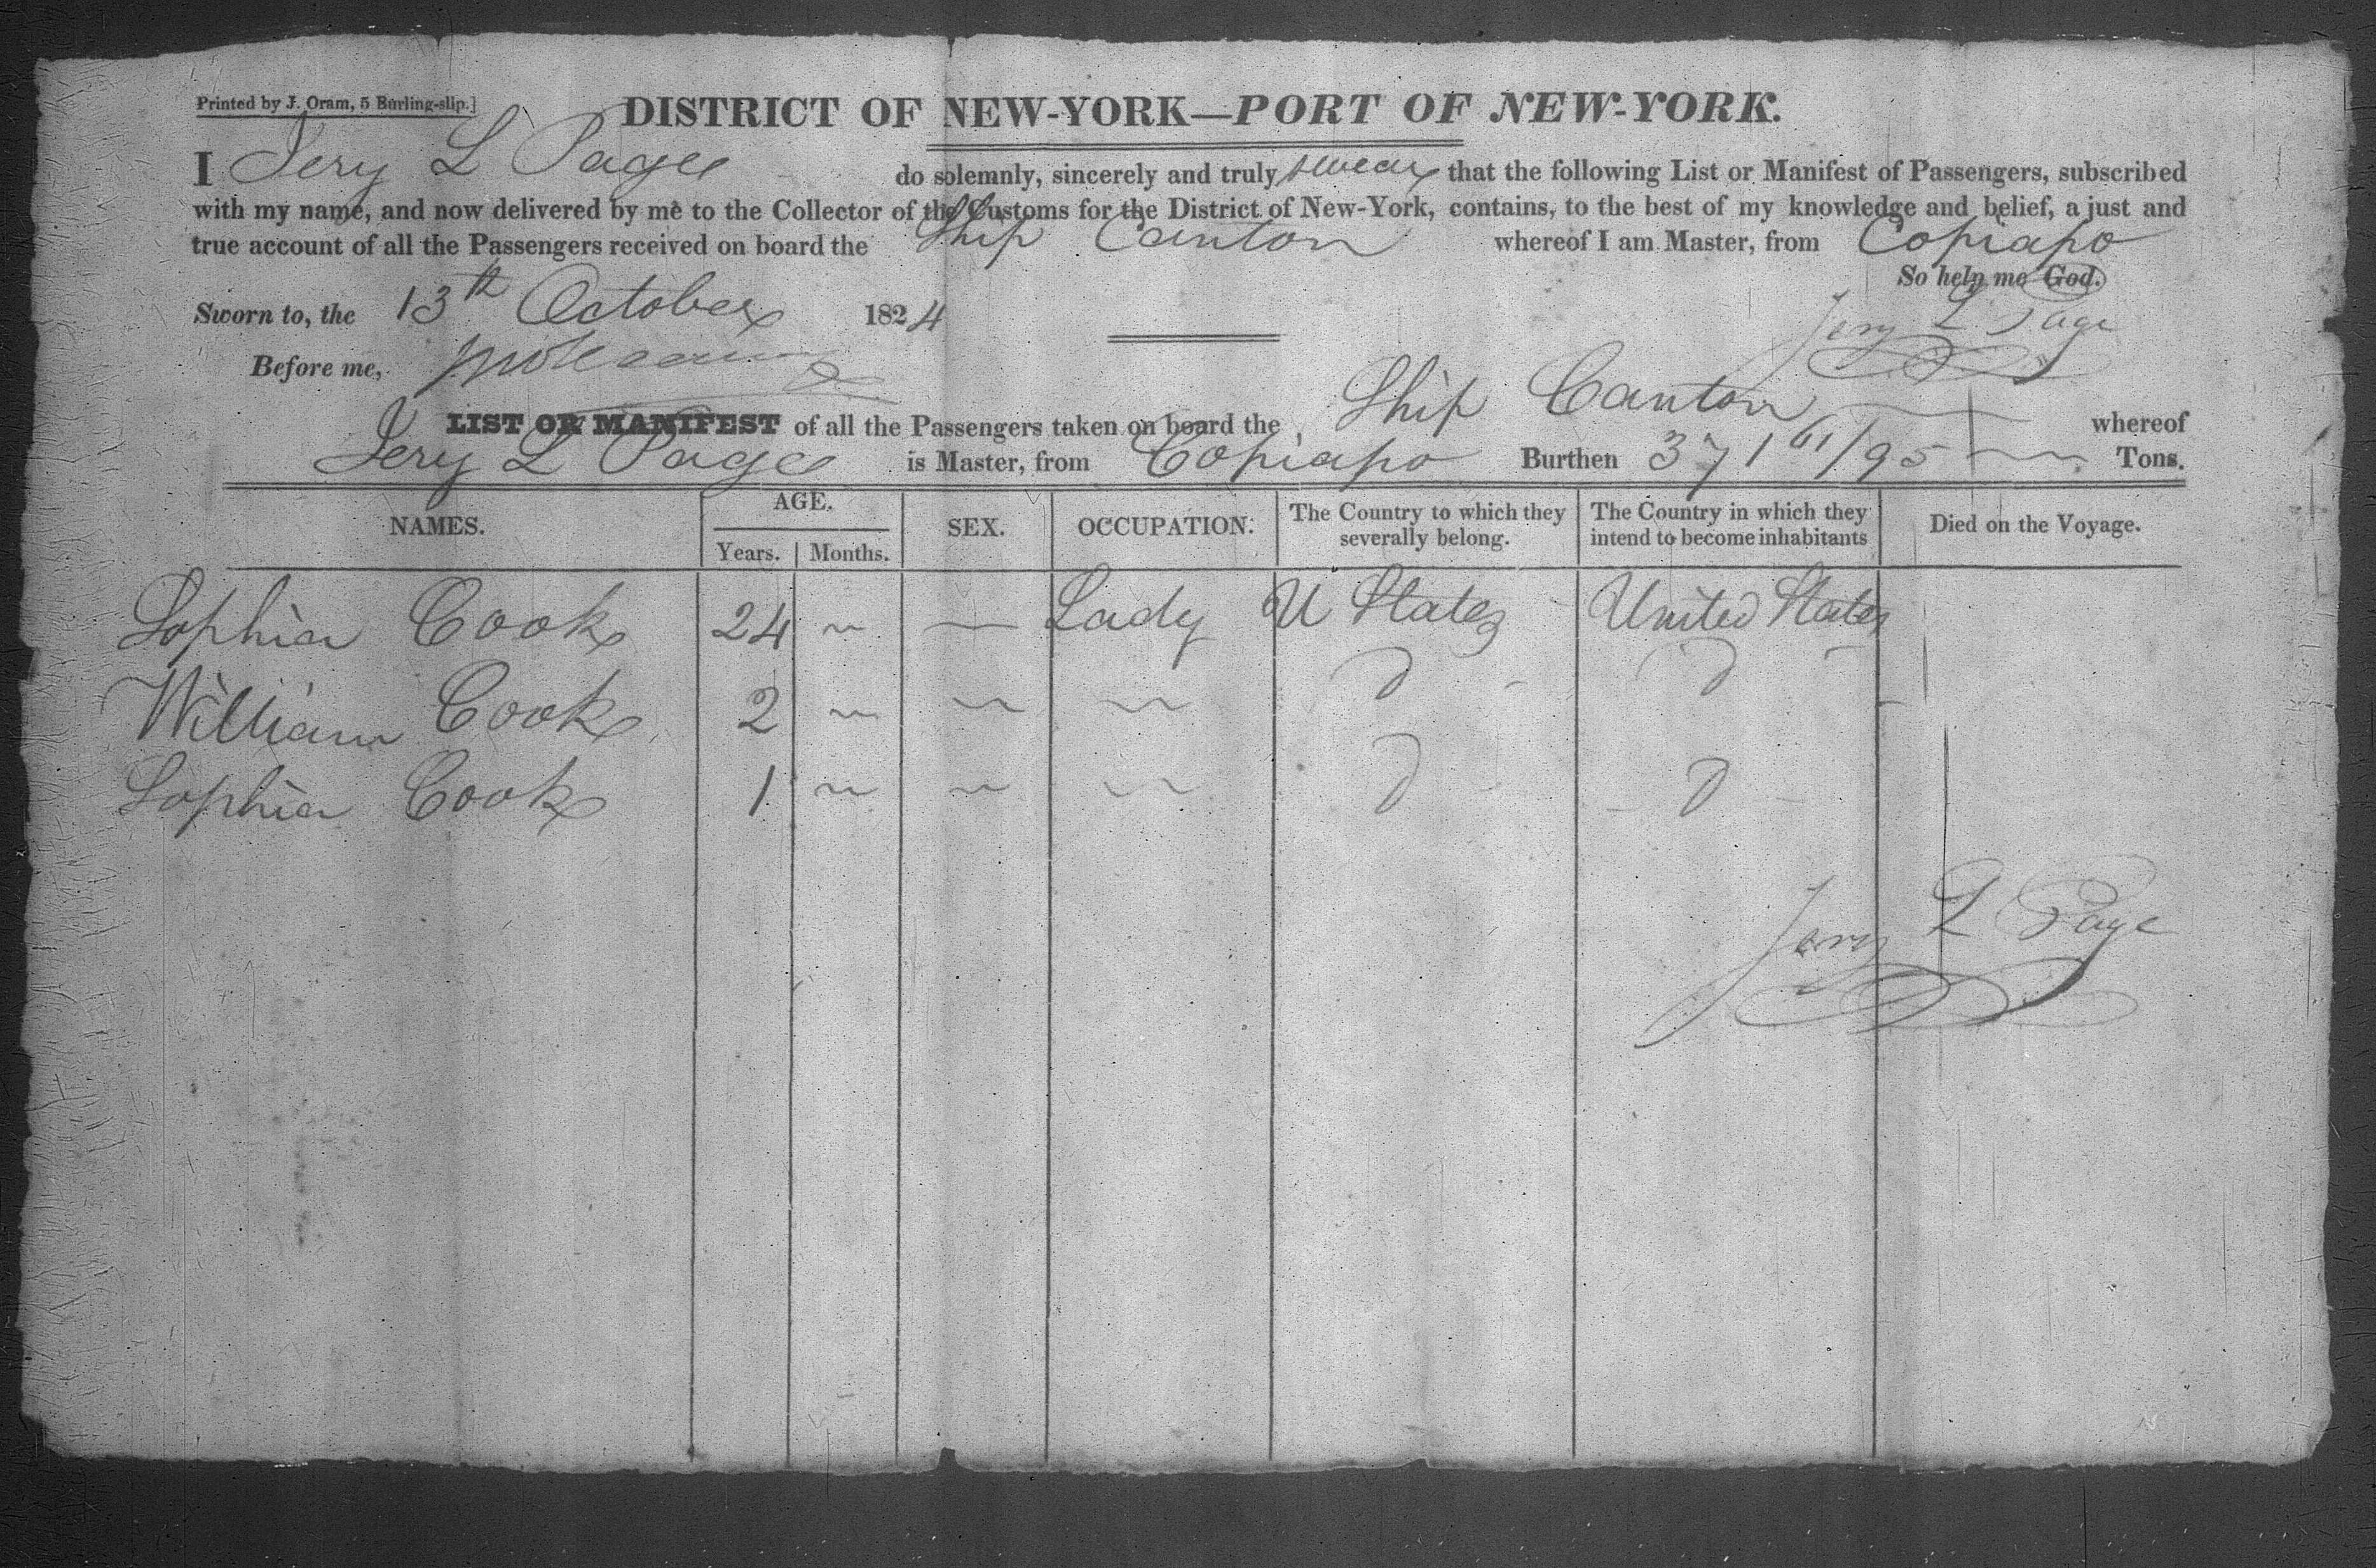 Printed by J. Oram, 5 Burling-slip.]
DISTRICT OF NEW-YORK—PORT OF NEW-YORK.
I Jery L Page do solemnly, sincerely and truly swear that the following List or Manifest of Passengers, subscribed
with my name, and now delivered by me to the Collector of the Customs for the District of New-York, contains, to the best of my knowledge and belief, a just and
true account of all the Passengers received on board the Ship Canton whereof I am Master, from Copiapo
So help me God.
Sworn to, the 13th October 1824
Jery L Page
Before me,
LIST OR MANIFEST of all the Passengers taken on board the Ship Canton whereof
Jery L Page is Master, from Copiapo Burthen 371 61/95 Tons.
NAMES. AGE. Years. Months. SEX. OCCUPATION. The Country to which they severally belong. The Country in which they intend to become inhabitants Died on the Voyage.
Sophia Cook 24 ~ — Lady U States United States
William Cook 2 ~ ~ ~ D D
Sophia Cook 1 ~ ~ ~ D D
Jery L Page